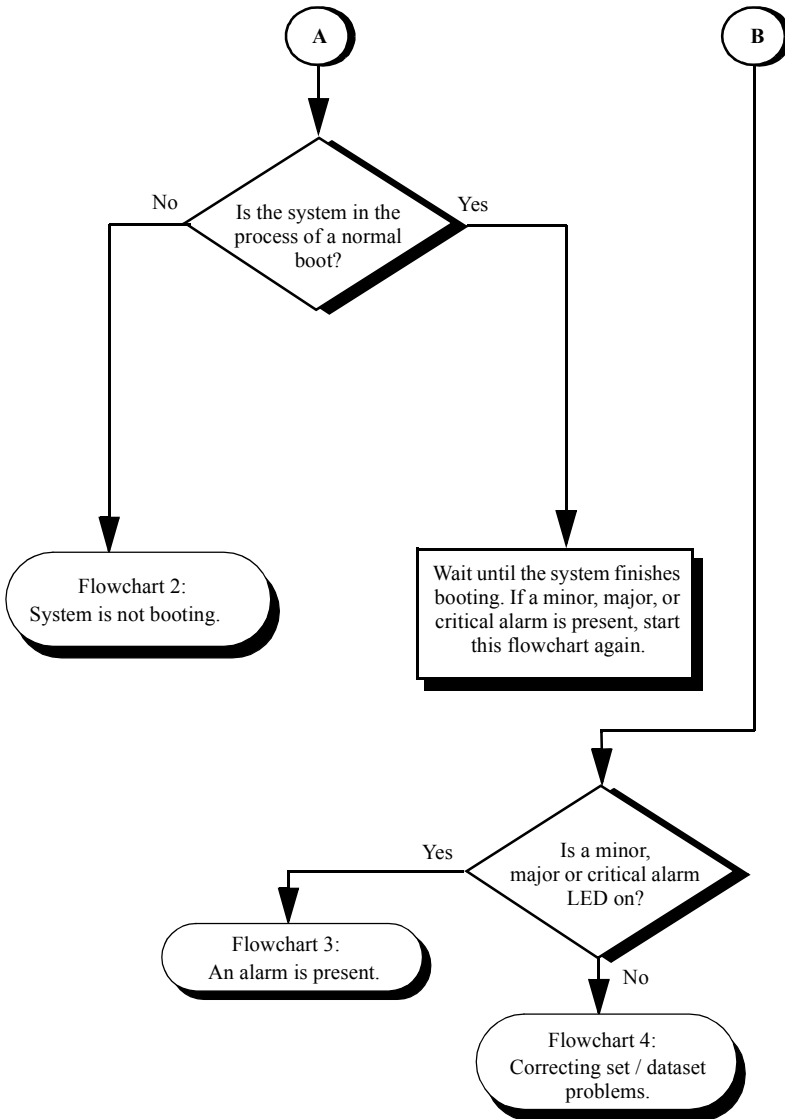 A
B
No
Yes
Is the system in the
process of a normal
boot?
Flowchart 2:
System is not booting.
Wait until the system finishes
booting. If a minor, major, or
critical alarm is present, start
this flowchart again.
Yes
Is a minor,
major or critical alarm
LED on?
Flowchart 3:
An alarm is present.
No
Flowchart 4:
Correcting set / dataset
problems.